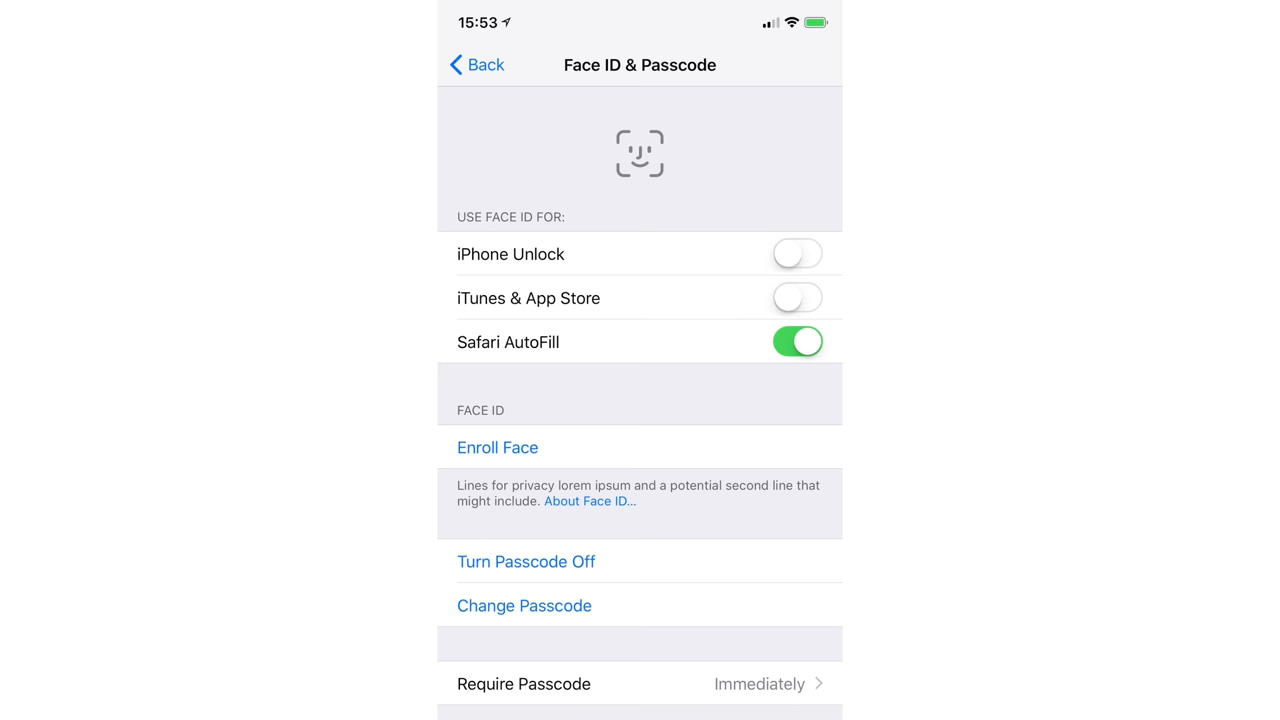 15:53
Back
Face ID & Passcode
USE FACE ID FOR:
iPhone Unlock
iTunes & App Store
Safari AutoFill
FACE ID
Enroll Face
Lines for privacy lorem ipsum and a potential second line that
might include. About Face ID...
Turn Passcode Off
Change Passcode
Require Passcode Immediately